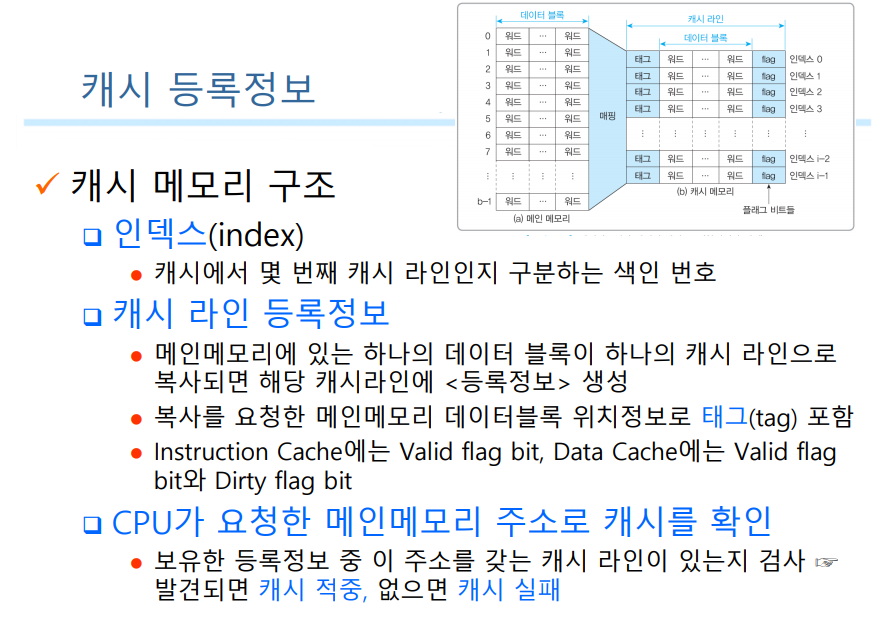 캐시 등록정보
데이터 블록
캐시 라인
데이터 블록
0 워드 ··· 워드
1 워드 ··· 워드
2 워드 ··· 워드
3 워드 ··· 워드
4 워드 ··· 워드
5 워드 ··· 워드
6 워드 ··· 워드
7 워드 ··· 워드
⋮ ⋮ ⋮ ⋮
b-1 워드 ··· 워드
(a) 메인 메모리
매핑
태그 워드 ··· 워드 flag 인덱스 0
태그 워드 ··· 워드 flag 인덱스 1
태그 워드 ··· 워드 flag 인덱스 2
태그 워드 ··· 워드 flag 인덱스 3
⋮ ⋮ ⋮ ⋮ ⋮ ⋮
태그 워드 ··· 워드 flag 인덱스 i-2
태그 워드 ··· 워드 flag 인덱스 i-1
(b) 캐시 메모리
플래그 비트들
✓ 캐시 메모리 구조
❑ 인덱스(index)
● 캐시에서 몇 번째 캐시 라인인지 구분하는 색인 번호
❑ 캐시 라인 등록정보
● 메인메모리에 있는 하나의 데이터 블록이 하나의 캐시 라인으로
복사되면 해당 캐시라인에 <등록정보> 생성
● 복사를 요청한 메인메모리 데이터블록 위치정보로 태그(tag) 포함
● Instruction Cache에는 Valid flag bit, Data Cache에는 Valid flag
bit와 Dirty flag bit
❑ CPU가 요청한 메인메모리 주소로 캐시를 확인
● 보유한 등록정보 중 이 주소를 갖는 캐시 라인이 있는지 검사 ☞
발견되면 캐시 적중, 없으면 캐시 실패